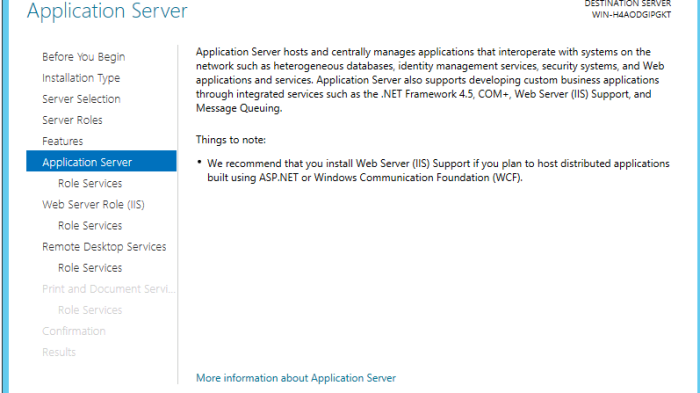 Application Server
DESTINATION SERVER
WIN-H4AODGIPGKT
Before You Begin
Installation Type
Server Selection
Server Roles
Features
Application Server
Role Services
Web Server Role (IIS)
Role Services
Remote Desktop Services
Role Services
Print and Document Servi...
Role Services
Confirmation
Results
Application Server hosts and centrally manages applications that interoperate with systems on the
network such as heterogeneous databases, identity management services, security systems, and Web
applications and services. Application Server also supports developing custom business applications
through integrated services such as the .NET Framework 4.5, COM+, Web Server (IIS) Support, and
Message Queuing.
Things to note:
• We recommend that you install Web Server (IIS) Support if you plan to host distributed applications
built using ASP.NET or Windows Communication Foundation (WCF).
More information about Application Server